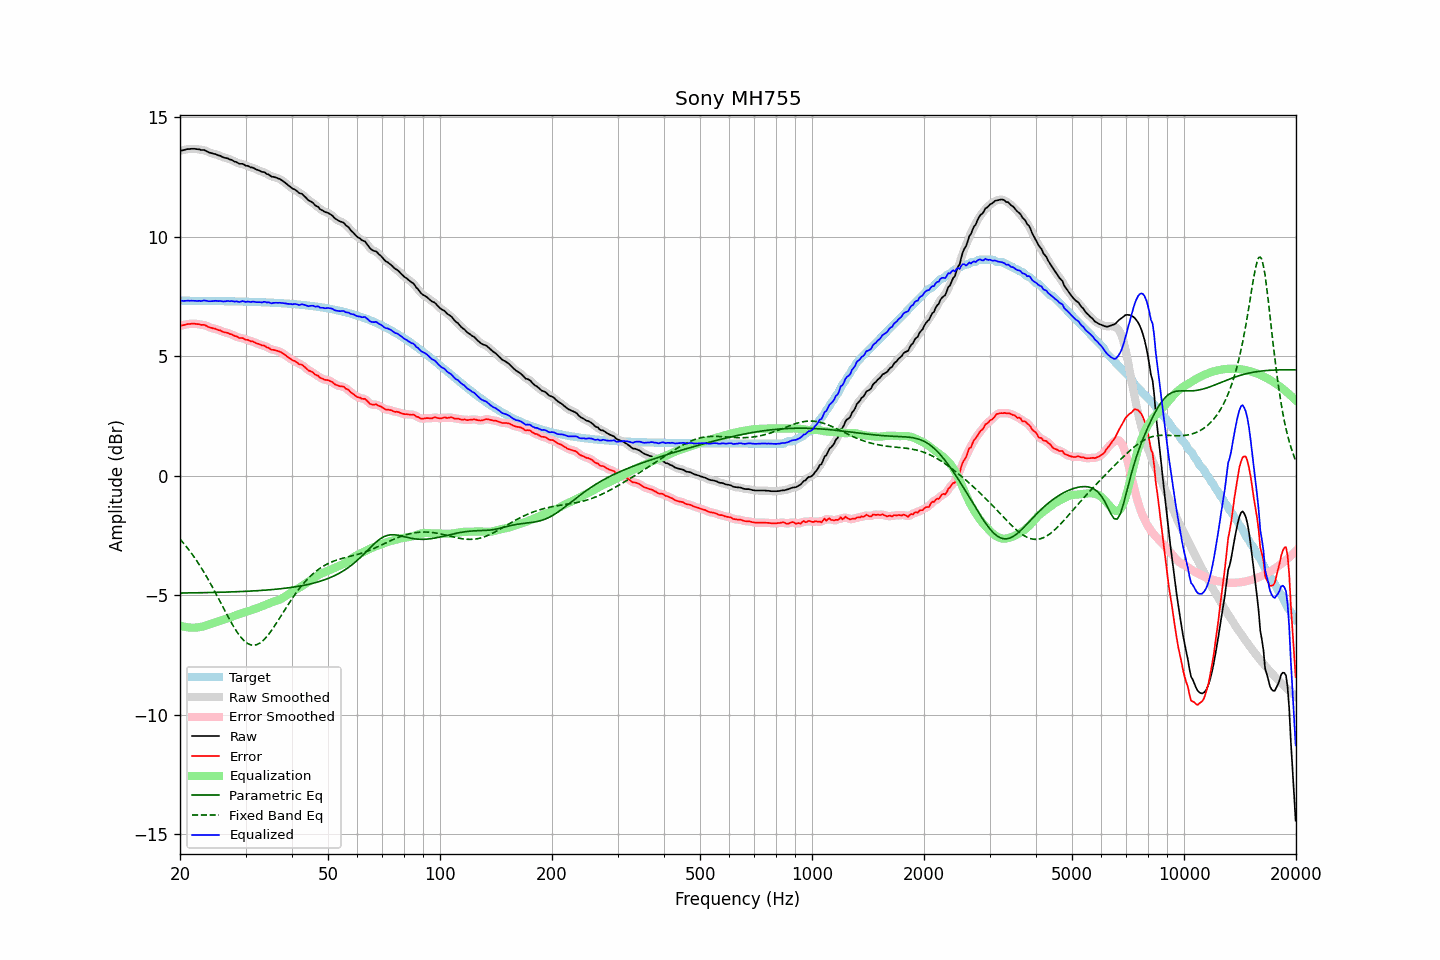 Sony MH755
15
10
5
0
−5
−10
−15
Amplitude (dBr)
Target
Raw Smoothed
Error Smoothed
Raw
Error
Equalization
Parametric Eq
Fixed Band Eq
Equalized
20 50 100 200 500 1000 2000 5000 10000 20000
Frequency (Hz)